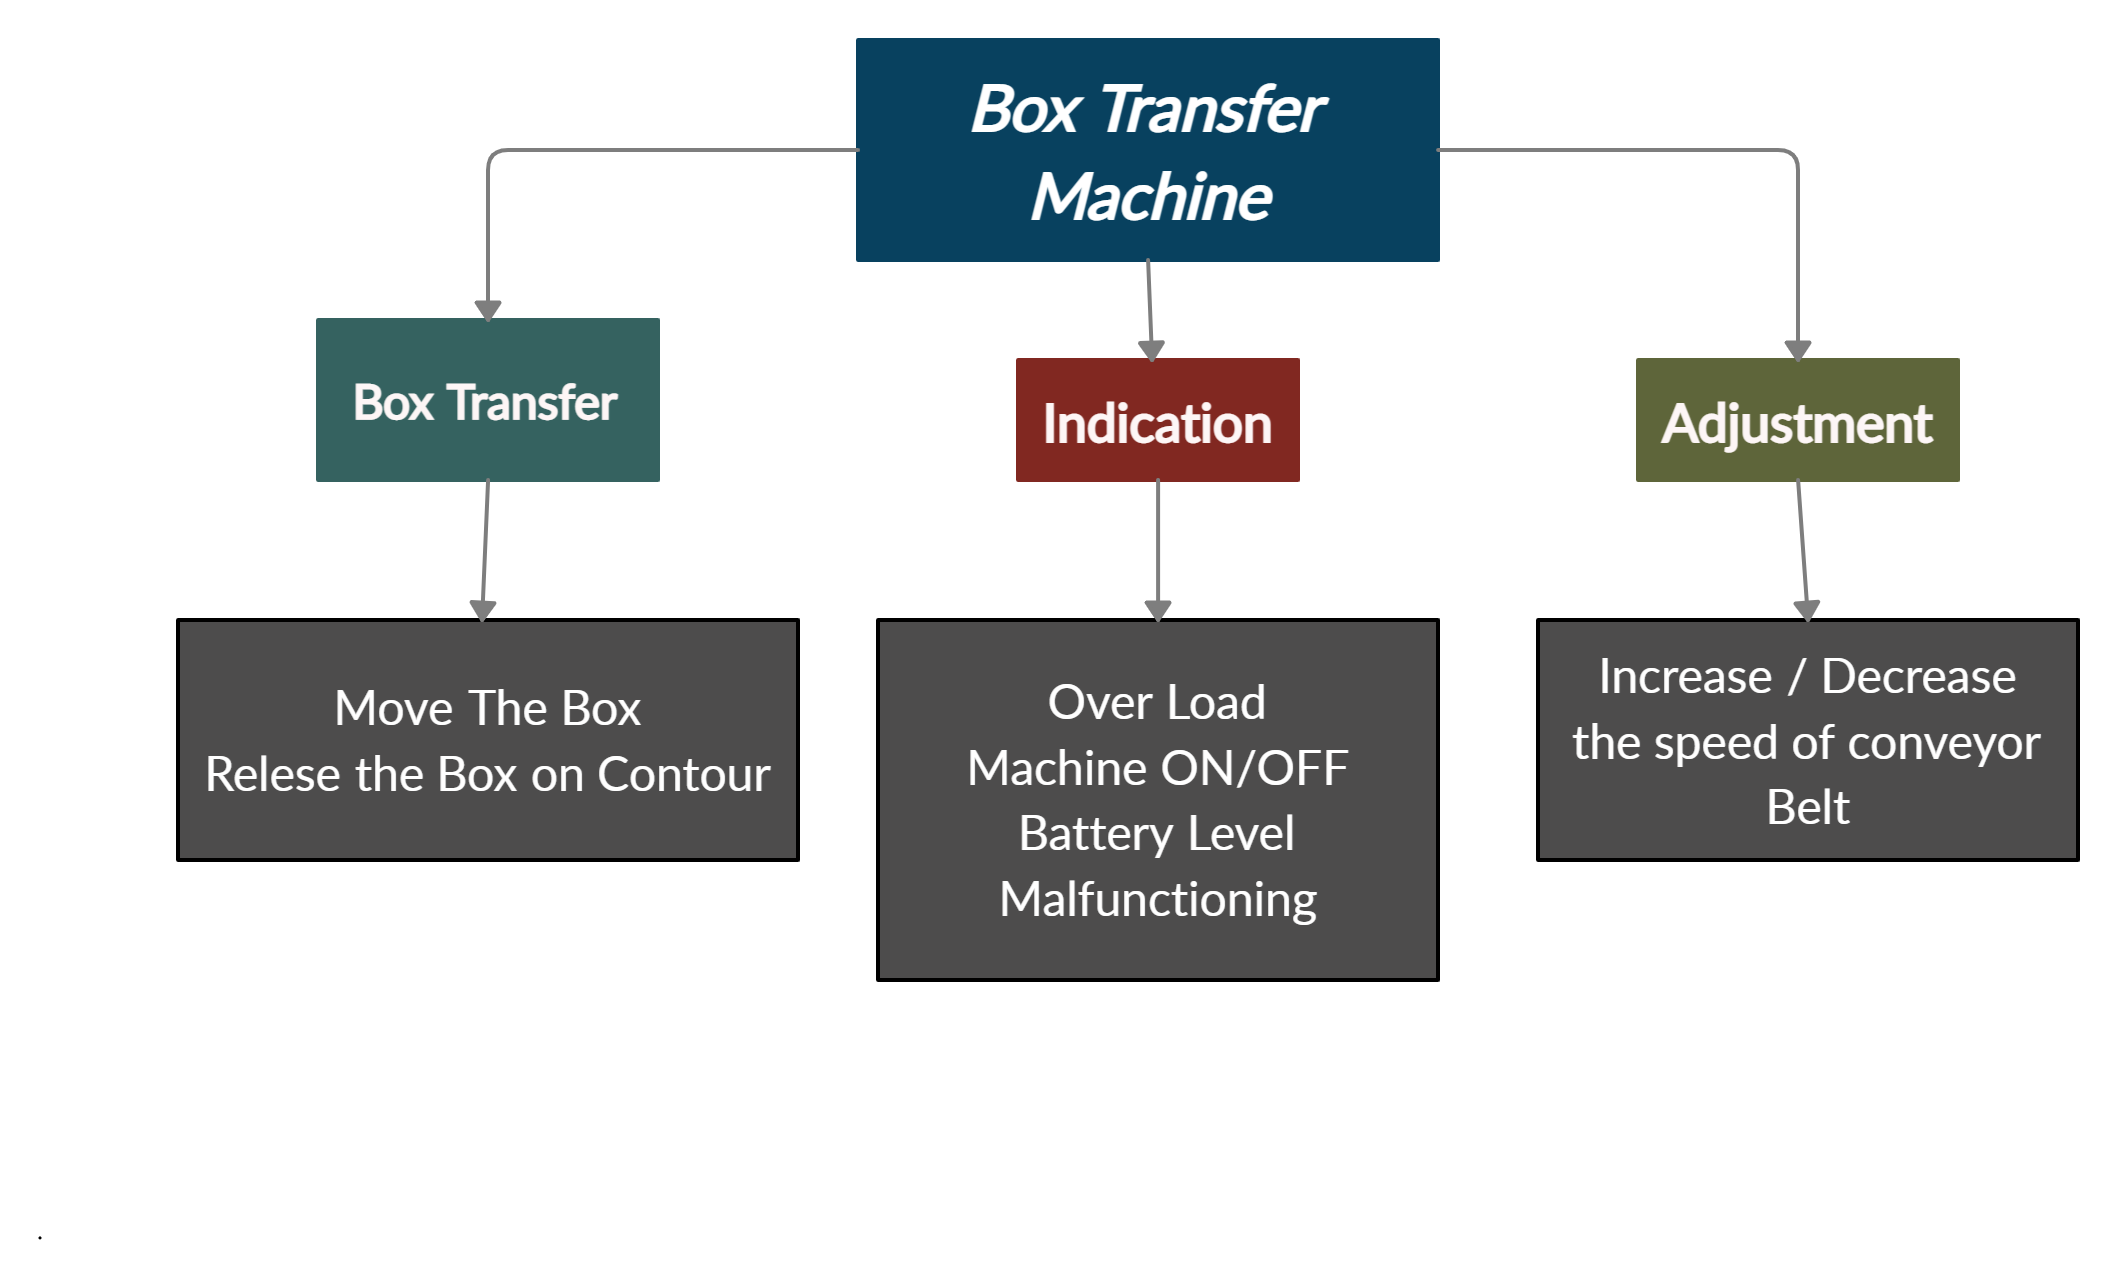 Box Transfer
Machine
Box Transfer
Indication
Adjustment
Move The Box
Relese the Box on Contour
Over Load
Machine ON/OFF
Battery Level
Malfunctioning
Increase / Decrease
the speed of conveyor
Belt
.